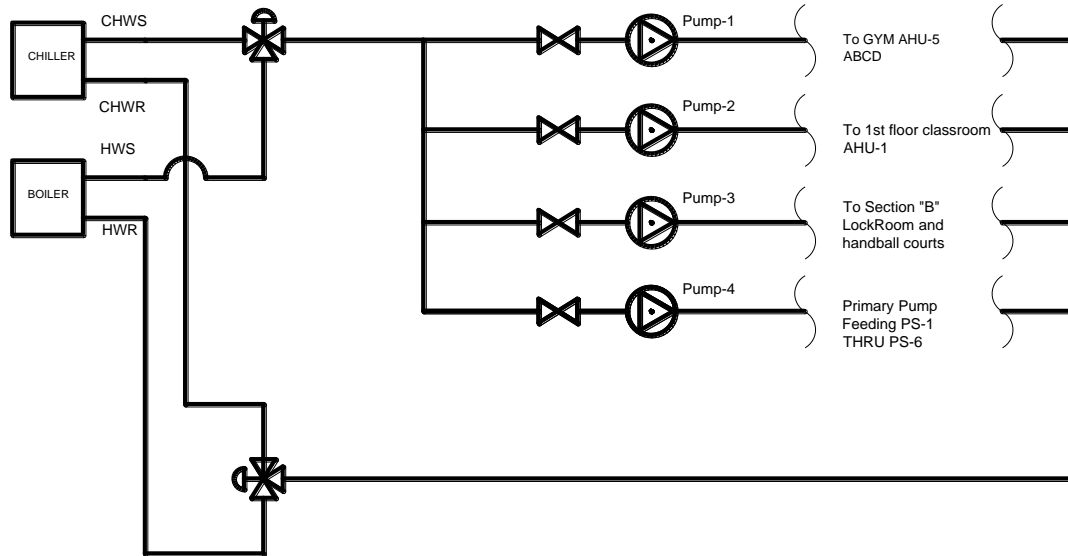 CHWS
CHILLER
CHWR
HWS
BOILER
HWR
Pump-1
To GYM AHU-5
ABCD
Pump-2
To 1st floor classroom
AHU-1
Pump-3
To Section "B"
LockRoom and
handball courts
Pump-4
Primary Pump
Feeding PS-1
THRU PS-6